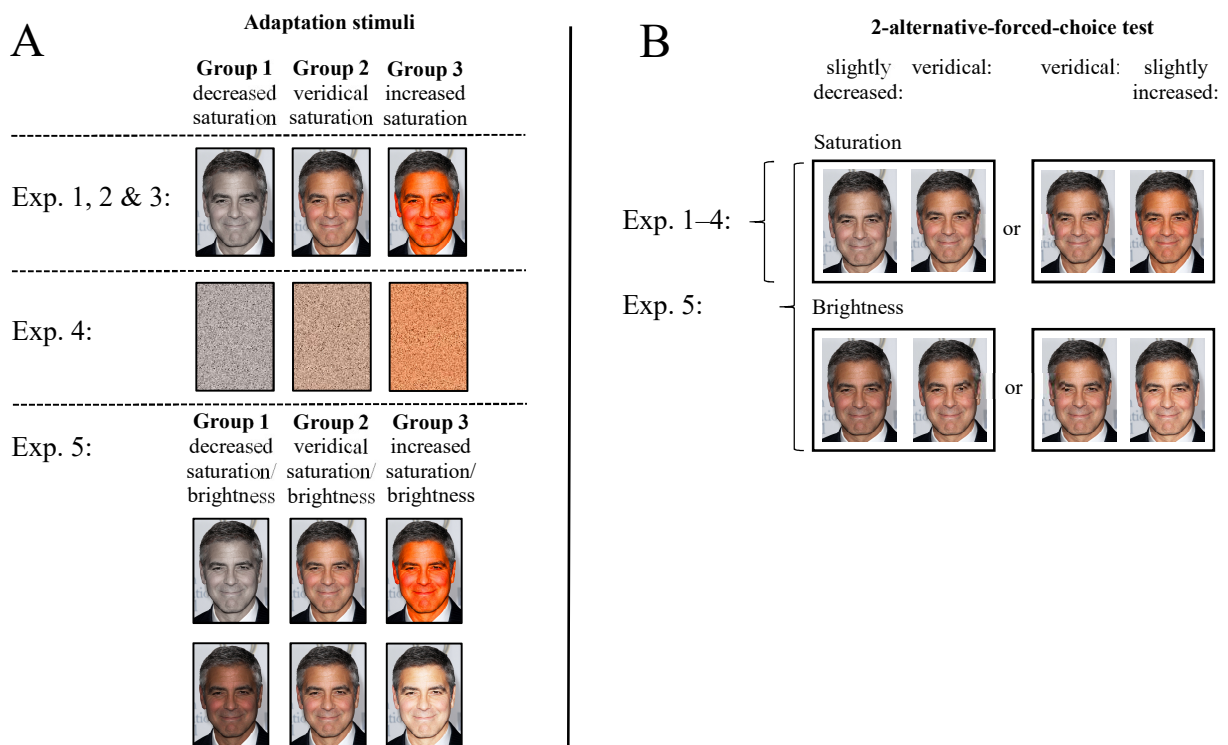 A
Adaptation stimuli
Group 1 Group 2 Group 3
decreased veridical increased
saturation saturation saturation
Exp. 1, 2 & 3:
Exp. 4:
Group 1 Group 2 Group 3
Exp. 5:
decreased veridical increased
saturation/ saturation/ saturation/
brightness brightness brightness
B
2-alternative-forced-choice test
slightly veridical: veridical: slightly
decreased: increased:
Saturation
Exp. 1–4:
or
Exp. 5:
Brightness
or